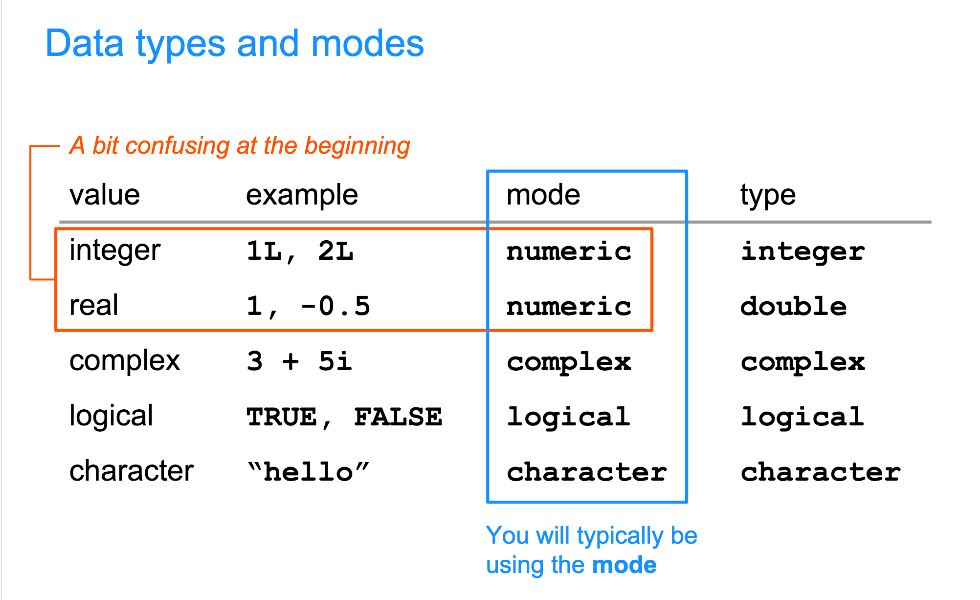 Data types and modes
A bit confusing at the beginning
value example mode type
integer 1L, 2L numeric integer
real 1, -0.5 numeric double
complex 3 + 5i complex complex
logical TRUE, FALSE logical logical
character “hello” character character
You will typically be
using the mode